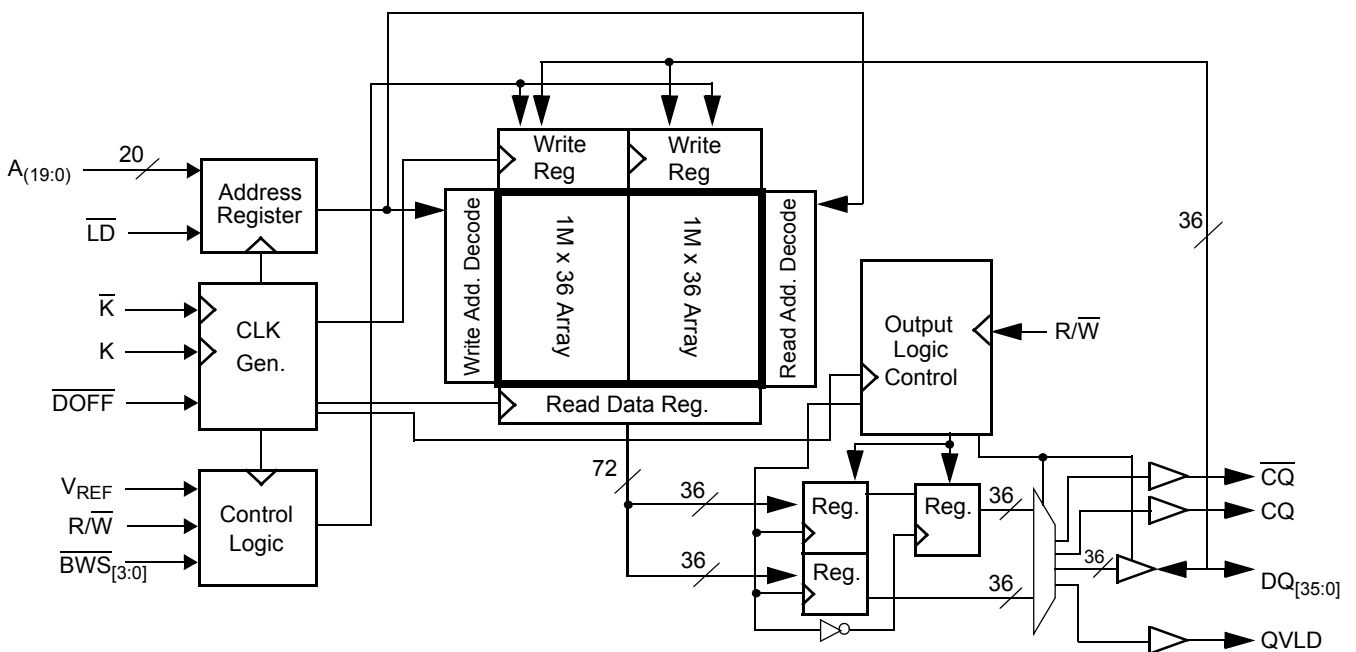 A(19:0)
20
LD
Address
Register
K
K
DOFF
CLK
Gen.
VREF
R/W
BWS[3:0]
Control
Logic
Write
Reg
Write
Reg
Write Add. Decode
1M x 36 Array
1M x 36 Array
Read Add. Decode
Read Data Reg.
Output
Logic
Control
R/W
36
72
36
36
Reg.
Reg.
Reg.
36
36
36
CQ
CQ
DQ[35:0]
QVLD